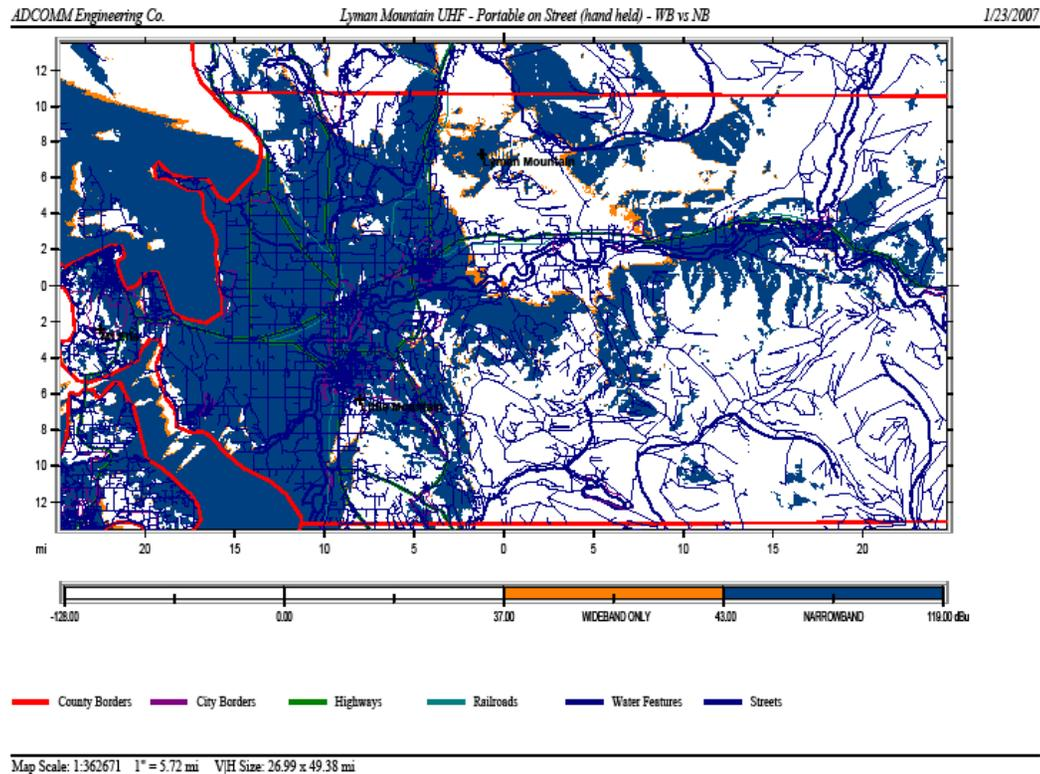 ADCOMM Engineering Co. Lyman Mountain UHF - Portable on Street (hand held) - WB vs NB 1/23/2007
12
10
8
Lyman Mountain
6
4
2
0
2
4
6
Little Mountain
8
10
12
mi 20 15 10 5 0 5 10 15 20
-128.00 0.00 37.00 WIDEBAND ONLY 43.00 NARROWBAND 119.00 dBu
County Borders City Borders Highways Railroads Water Features Streets
Map Scale: 1:362671 1" = 5.72 mi V|H Size: 26.99 x 49.38 mi